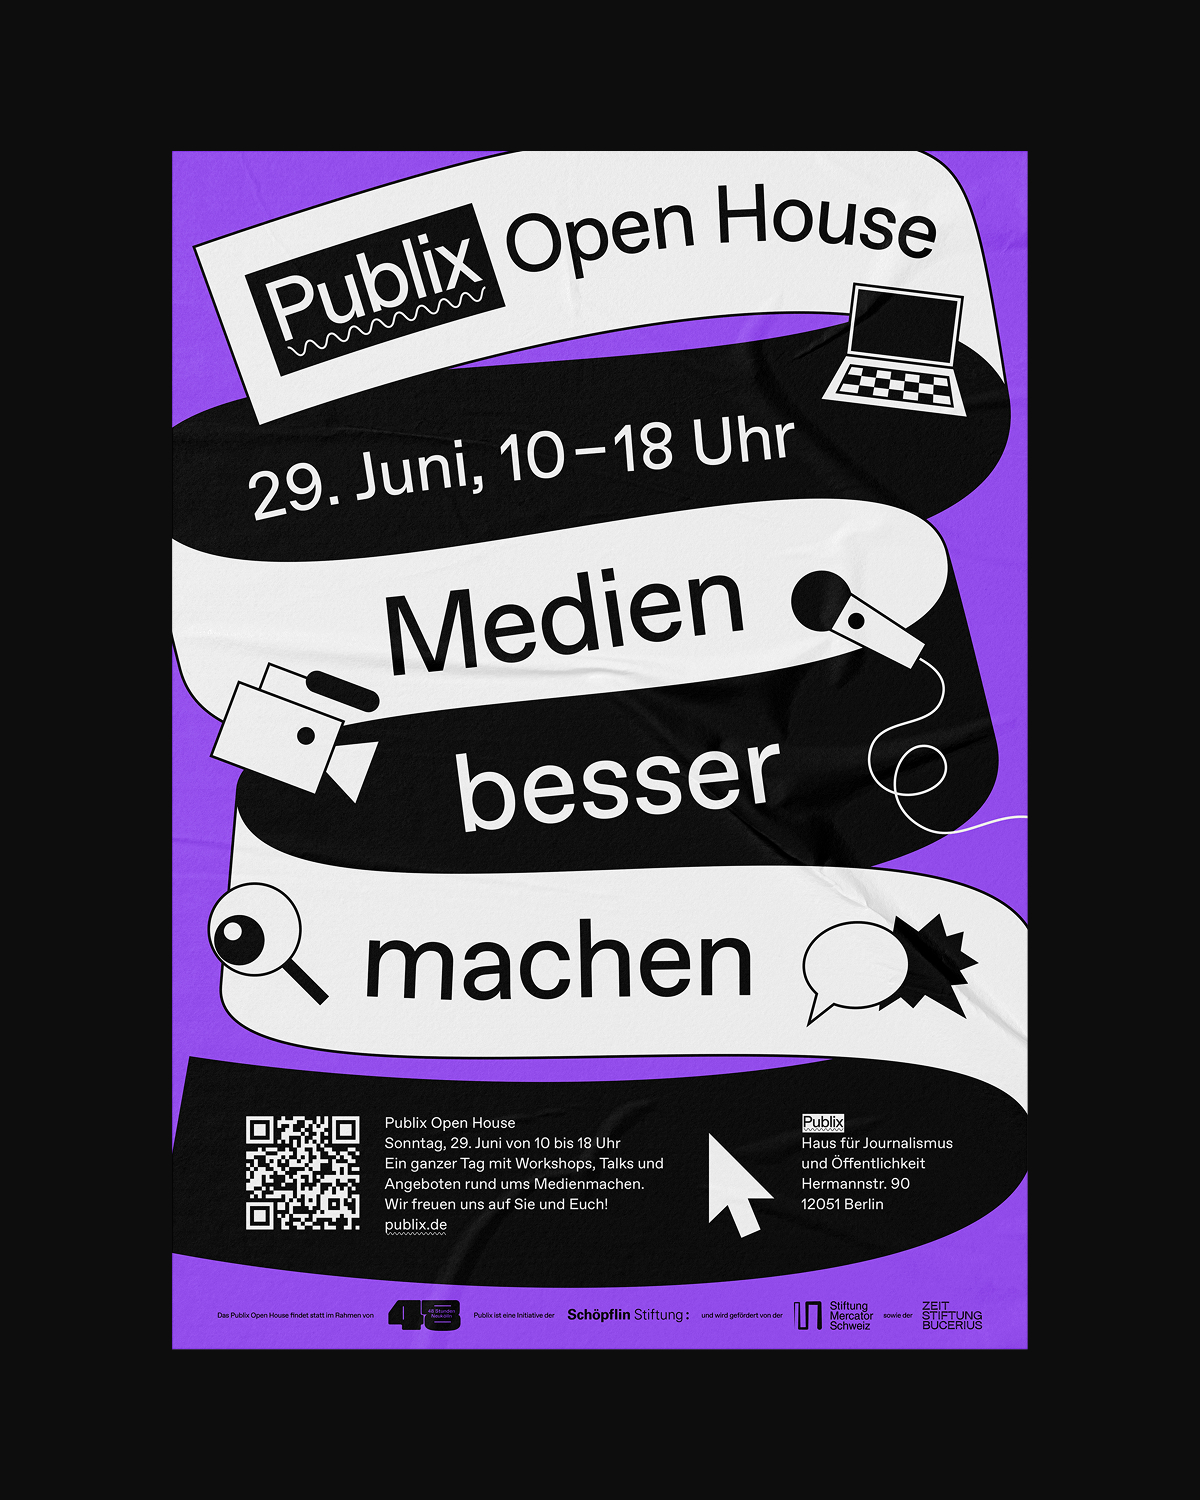 Publix Open House
29. Juni, 10–18 Uhr
Medien
besser
machen
Publix Open House
Sonntag, 29. Juni von 10 bis 18 Uhr
Ein ganzer Tag mit Workshops, Talks und
Angeboten rund ums Medienmachen.
Wir freuen uns auf Sie und Euch!
publix.de
Publix
Haus für Journalismus
und Öffentlichkeit
Hermannstr. 90
12051 Berlin
Das Publix Open House findet statt im Rahmen von
48
48 Stunden
Neukölln
Publix ist eine Initiative der
Schöpflin Stiftung:
und wird gefördert von der
Stiftung
Mercator
Schweiz
sowie der
ZEIT
STIFTUNG
BUCERIUS